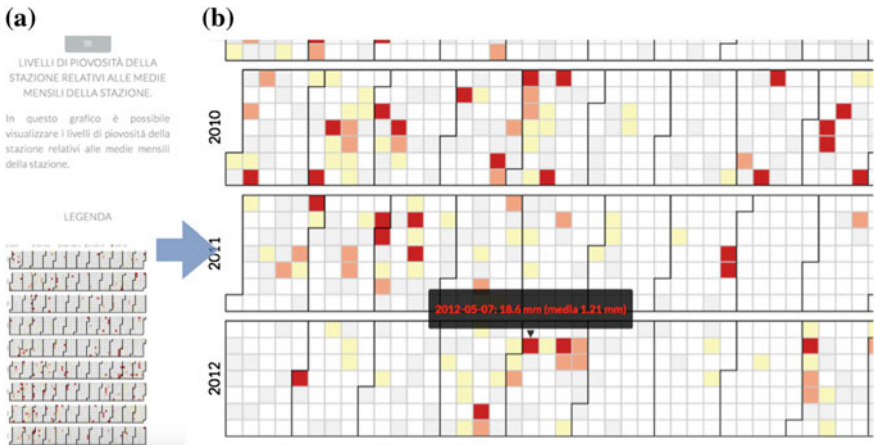 (a)
LIVELLI DI PIOVOSITÀ DELLA
STAZIONE RELATIVI ALLE MEDIE
MENSILI DELLA STAZIONE.
In questo grafico è possibile
visualizzare i livelli di piovosità della
stazione relativi alle medie mensili
della stazione.
LEGENDA
(b)
2010
2011
2012-05-07: 18.6 mm (media 1.21 mm)
2012